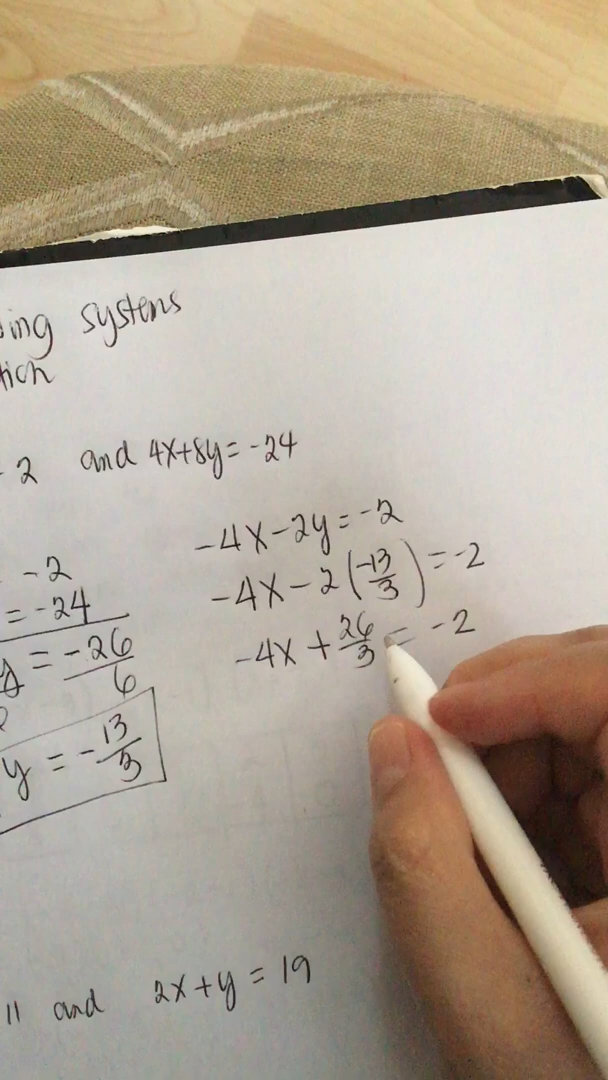 ing systems
tion
- 2 and 4x+8y=-24
-4x-2y=-2
-4x-2(-13/3)=-2
-4x+26/3=-2
= -2
= -24
y = -26/6
y = -13/3
11 and 2x+y=19